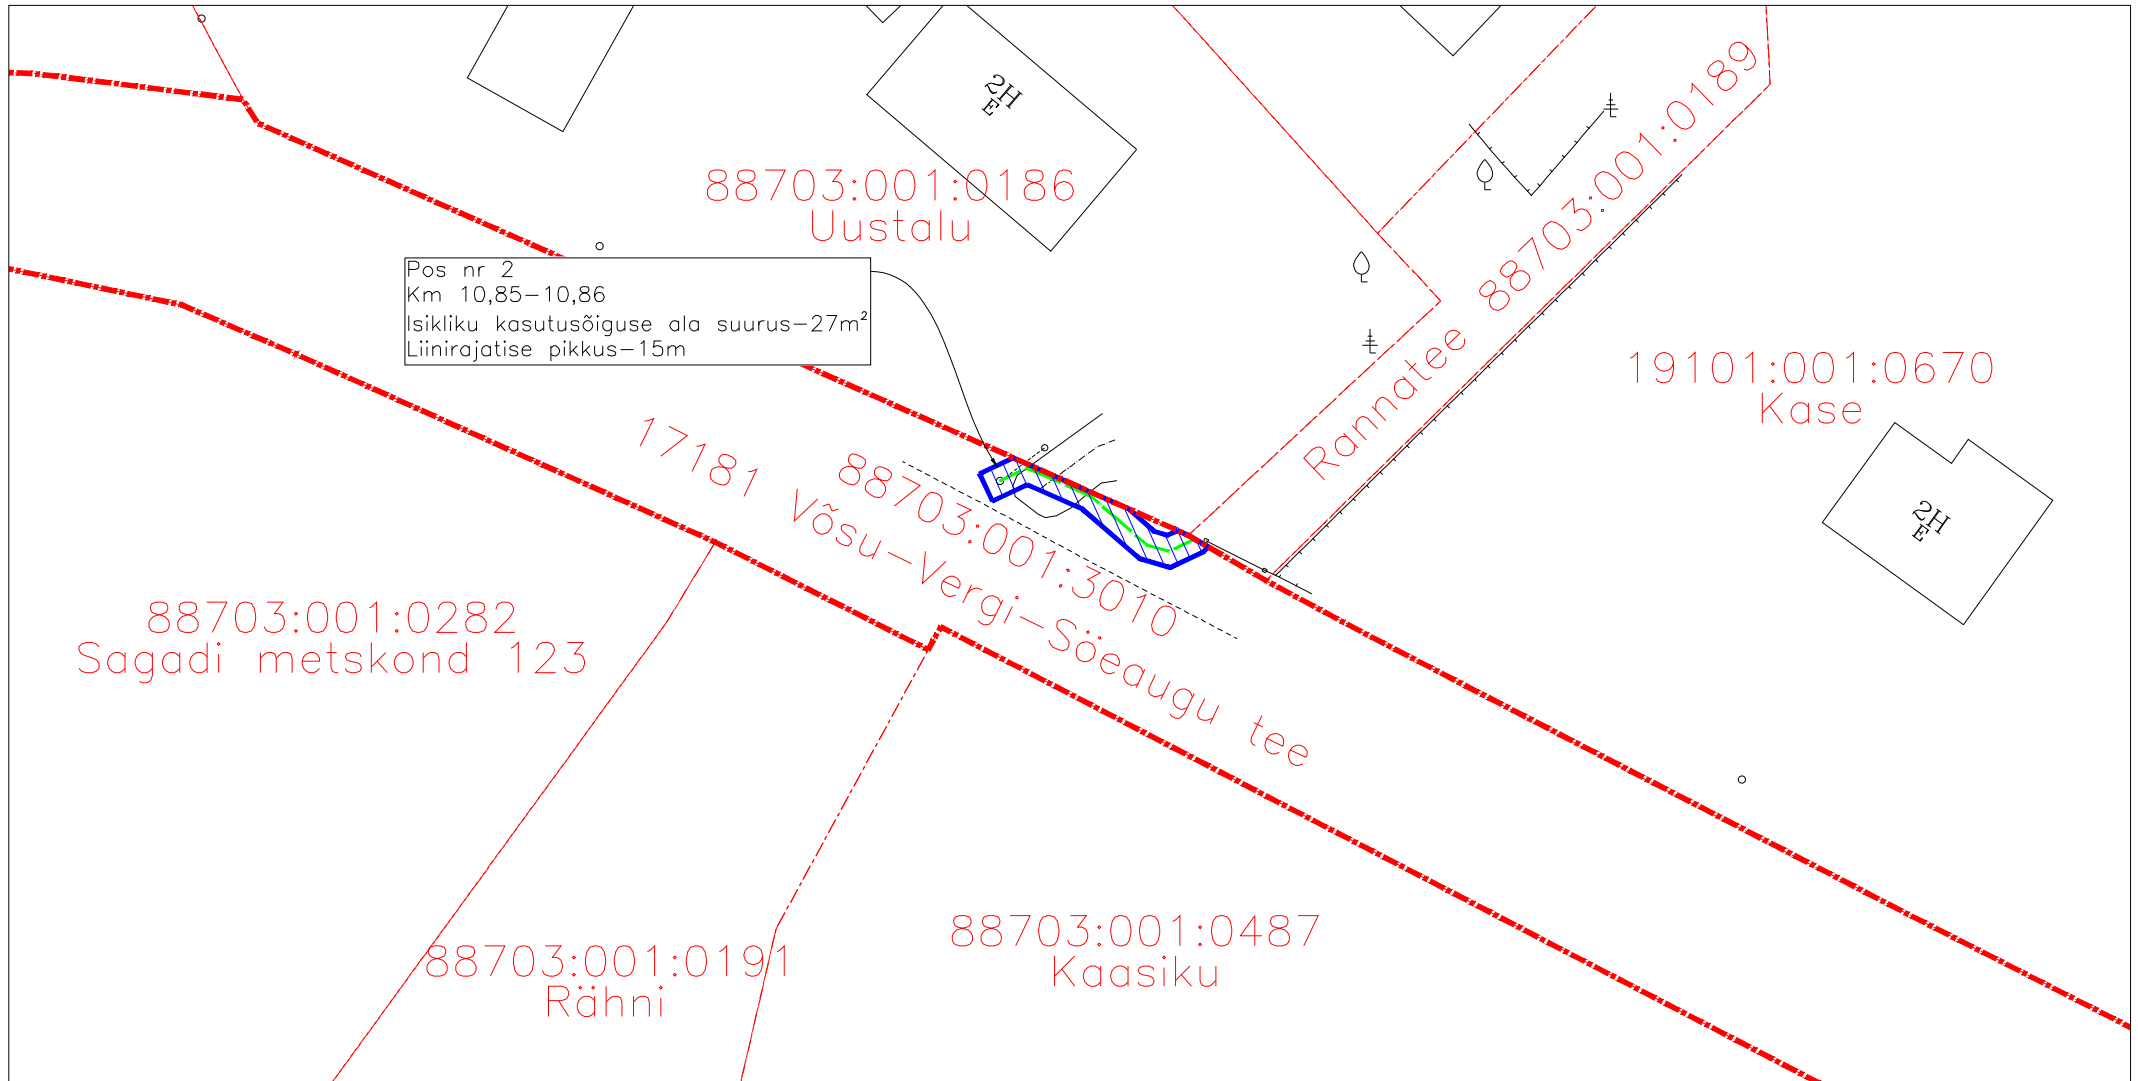 2H
E
88703:001:0186
Uustalu
Pos nr 2
Km 10,85-10,86
Isikliku kasutusõiguse ala suurus-27m²
Liinirajatise pikkus-15m
Rannatee 88703:001:0189
19101:001:0670
Kase
2H
E
88703:001:3010
17181 Võsu-Vergi-Söeaugu tee
88703:001:0282
Sagadi metskond 123
88703:001:0191
Rähni
88703:001:0487
Kaasiku